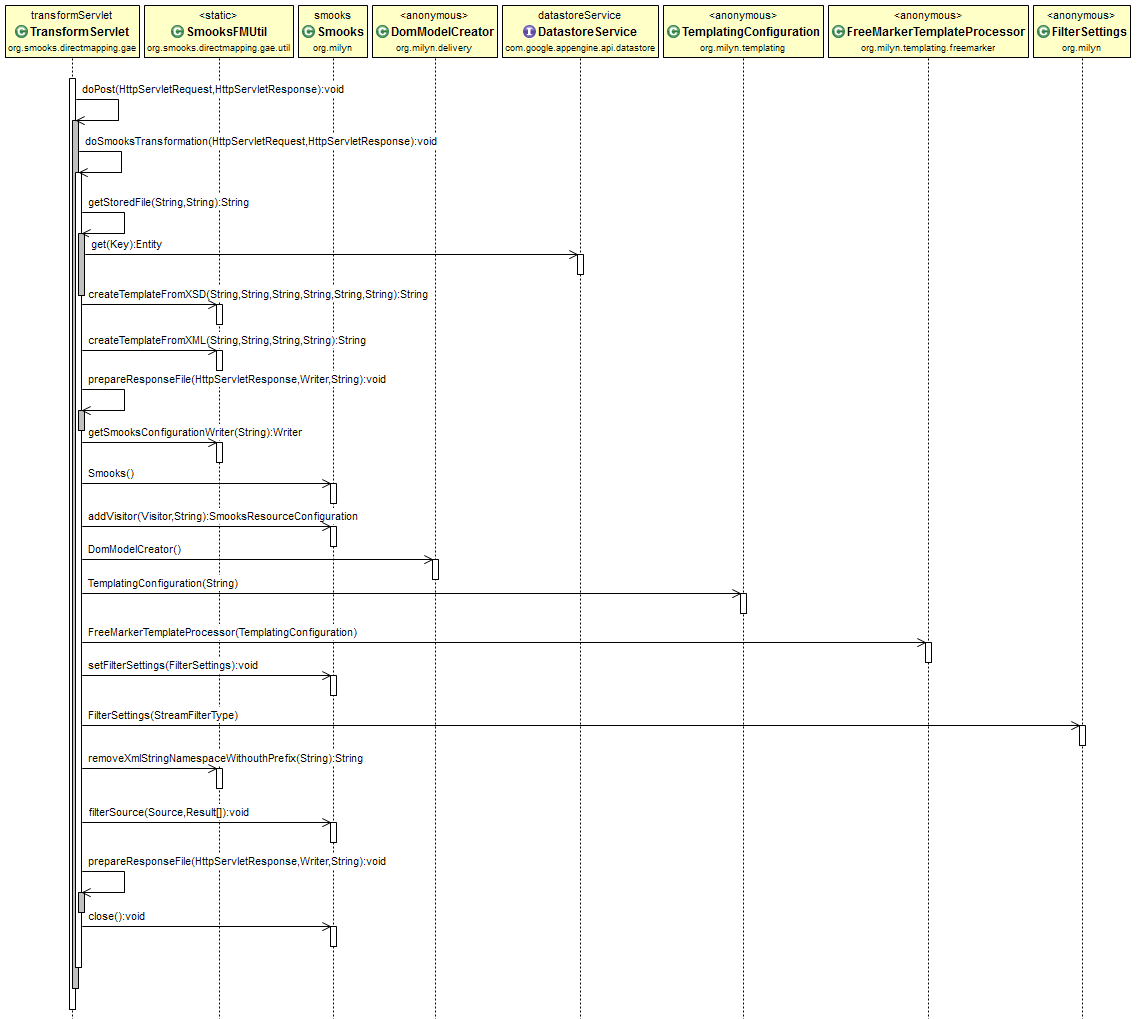 transformServlet
TransformServlet
org.smooks.directmapping.gae
<static>
SmooksFMUtil
org.smooks.directmapping.gae.util
smooks
Smooks
org.milyn
<anonymous>
DomModelCreator
org.milyn.delivery
datastoreService
DatastoreService
com.google.appengine.api.datastore
<anonymous>
TemplatingConfiguration
org.milyn.templating
<anonymous>
FreeMarkerTemplateProcessor
org.milyn.templating.freemarker
<anonymous>
FilterSettings
org.milyn
doPost(HttpServletRequest,HttpServletResponse):void
doSmooksTransformation(HttpServletRequest,HttpServletResponse):void
getStoredFile(String,String):String
get(Key):Entity
createTemplateFromXSD(String,String,String,String,String,String):String
createTemplateFromXML(String,String,String,String):String
prepareResponseFile(HttpServletResponse,Writer,String):void
getSmooksConfigurationWriter(String):Writer
Smooks()
addVisitor(Visitor,String):SmooksResourceConfiguration
DomModelCreator()
TemplatingConfiguration(String)
FreeMarkerTemplateProcessor(TemplatingConfiguration)
setFilterSettings(FilterSettings):void
FilterSettings(StreamFilterType)
removeXmlStringNamespaceWithouthPrefix(String):String
filterSource(Source,Result[]):void
prepareResponseFile(HttpServletResponse,Writer,String):void
close():void